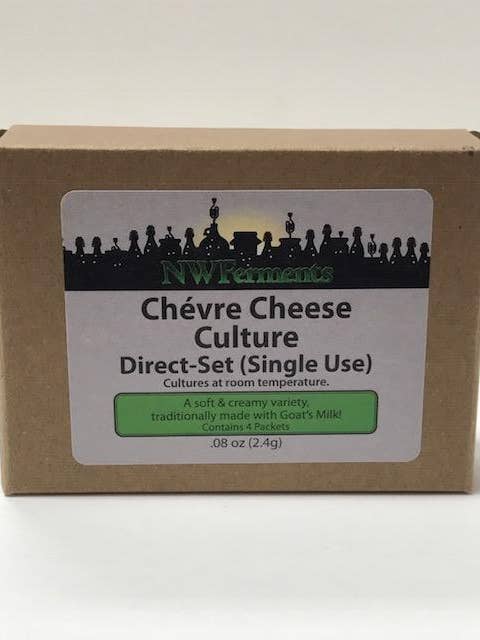 NWFerments
Chévre Cheese
Culture
Direct-Set (Single Use)
Cultures at room temperature.
A soft & creamy variety,
traditionally made with Goat's Milk!
Contains 4 Packets
.08 oz (2.4g)